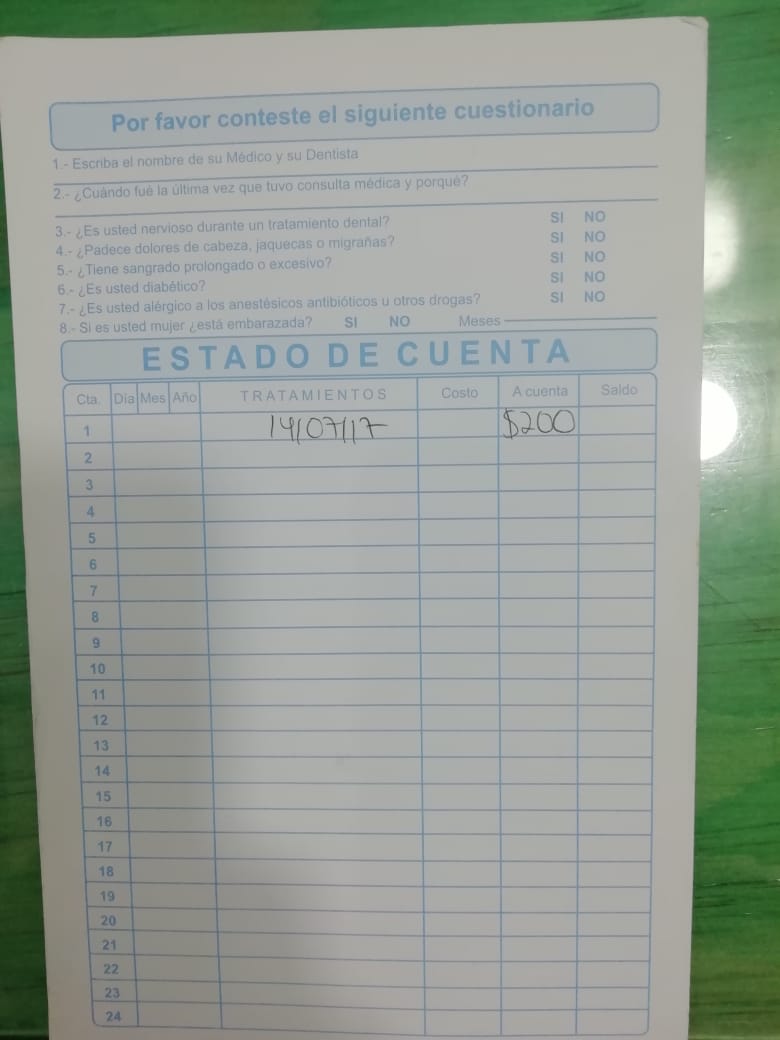 Por favor conteste el siguiente cuestionario
1.- Escriba el nombre de su Médico y su Dentista
2.- ¿Cuándo fué la última vez que tuvo consulta médica y porqué?
3.- ¿Es usted nervioso durante un tratamiento dental? SI NO
4.- ¿Padece dolores de cabeza, jaquecas o migrañas? SI NO
5.- ¿Tiene sangrado prolongado o excesivo? SI NO
6.- ¿Es usted diabético? SI NO
7.- ¿Es usted alérgico a los anestésicos antibióticos u otros drogas? SI NO
8.- Si es usted mujer ¿está embarazada? SI NO Meses
ESTADO DE CUENTA
Cta. Día Mes Año TRATAMIENTOS Costo A cuenta Saldo
1 14/07/17 $200
2
3
4
5
6
7
8
9
10
11
12
13
14
15
16
17
18
19
20
21
22
23
24